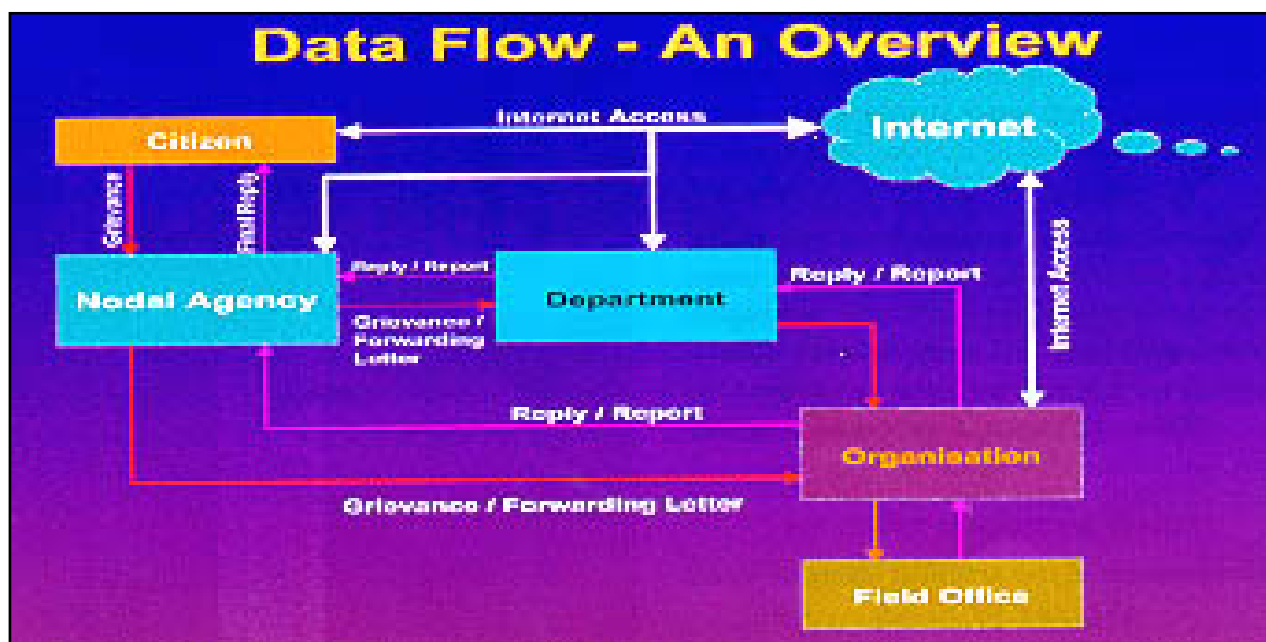 Data Flow - An Overview
Internet Access
Internet
Citizen
Grievance
Final Reply
Internet Access
Reply / Report
Reply / Report
Nodal Agency
Department
Grievance /
Forwarding
Letter
Reply / Report
Organisation
Grievance / Forwarding Letter
Field Office